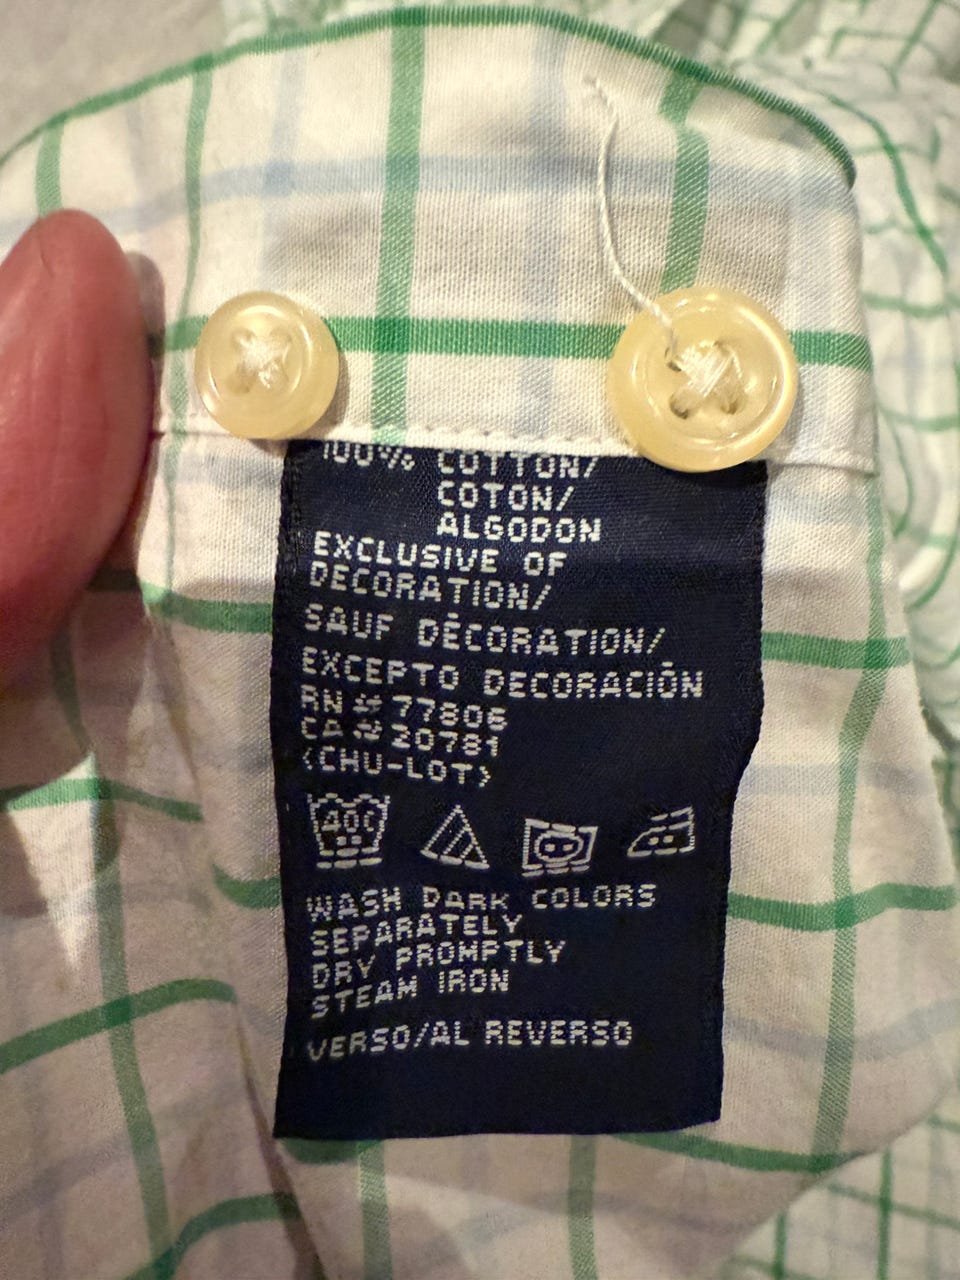 100% COTTON/
COTON/
ALGODON
EXCLUSIVE OF
DECORATION/
SAUF DÉCORATION/
EXCEPTO DECORACIÓN
RN # 77806
CA # 20781
(CHU-LOT)
40C
WASH DARK COLORS
SEPARATELY
DRY PROMPTLY
STEAM IRON
VERSO/AL REVERSO